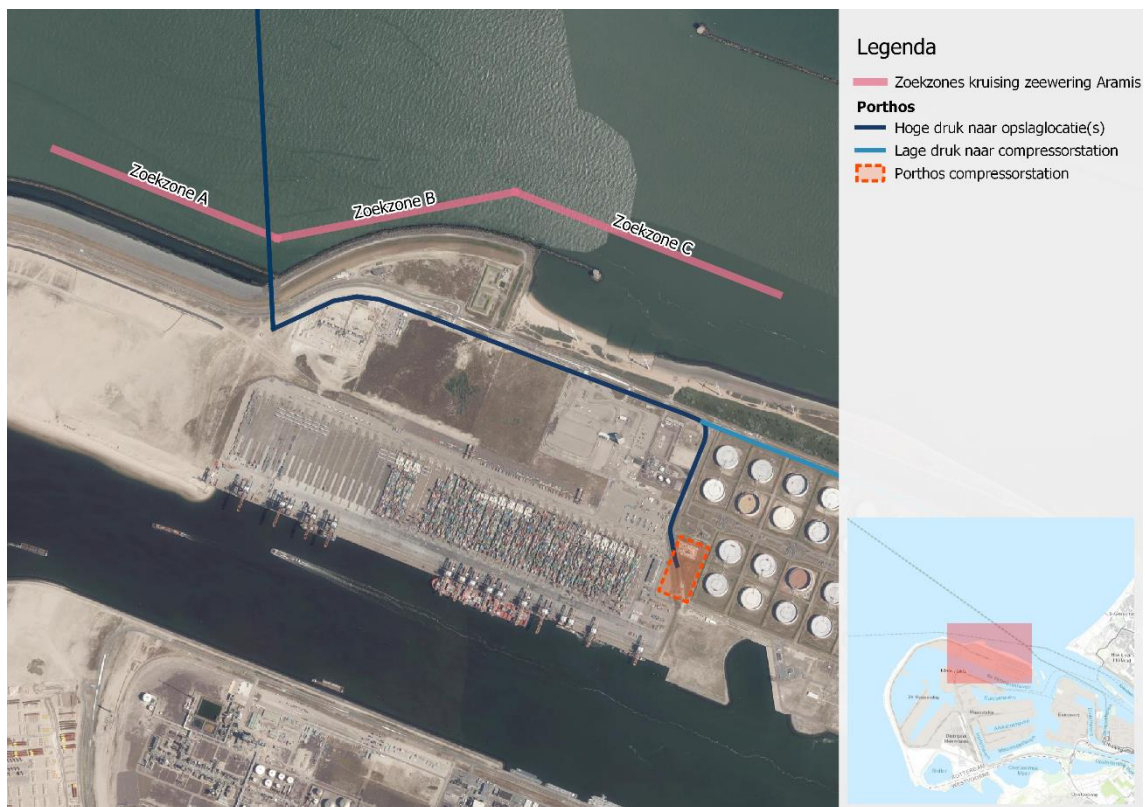 Zoekzone A
Zoekzone B
Zoekzone C
Legenda
Zoekzones kruising zeewering Aramis
Porthos
Hoge druk naar opslaglocatie(s)
Lage druk naar compressorstation
Porthos compressorstation
ROTTERDAM